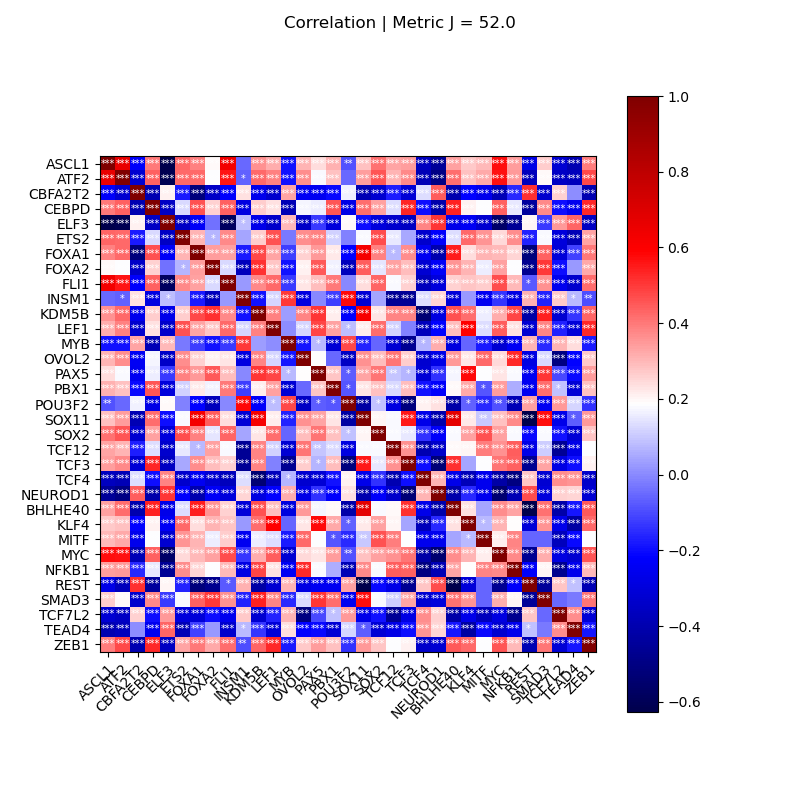 Correlation | Metric J = 52.0
ASCL1
ATF2
CBFA2T2
CEBPD
ELF3
ETS2
FOXA1
FOXA2
FLI1
INSM1
KDM5B
LEF1
MYB
OVOL2
PAX5
PBX1
POU3F2
SOX11
SOX2
TCF12
TCF3
TCF4
NEUROD1
BHLHE40
KLF4
MITF
MYC
NFKB1
REST
SMAD3
TCF7L2
TEAD4
ZEB1
ASCL1
ATF2
CBFA2T2
CEBPD
ELF3
ETS2
FOXA1
FOXA2
FLI1
INSM1
KDM5B
LEF1
MYB
OVOL2
PAX5
PBX1
POU3F2
SOX11
SOX2
TCF12
TCF3
TCF4
NEUROD1
BHLHE40
KLF4
MITF
MYC
NFKB1
REST
SMAD3
TCF7L2
TEAD4
ZEB1
1.0
0.8
0.6
0.4
0.2
0.0
−0.2
−0.4
−0.6